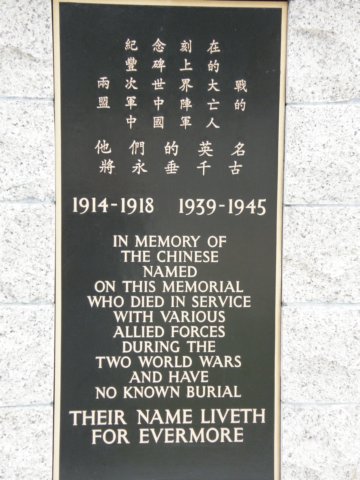 紀念刻在
豐碑上的
兩次世界大戰
盟軍中陣亡的
中國軍人
他們的英名
將永垂千古
1914-1918 1939-1945
IN MEMORY OF
THE CHINESE
NAMED
ON THIS MEMORIAL
WHO DIED IN SERVICE
WITH VARIOUS
ALLIED FORCES
DURING THE
TWO WORLD WARS
AND HAVE
NO KNOWN BURIAL
THEIR NAME LIVETH
FOR EVERMORE